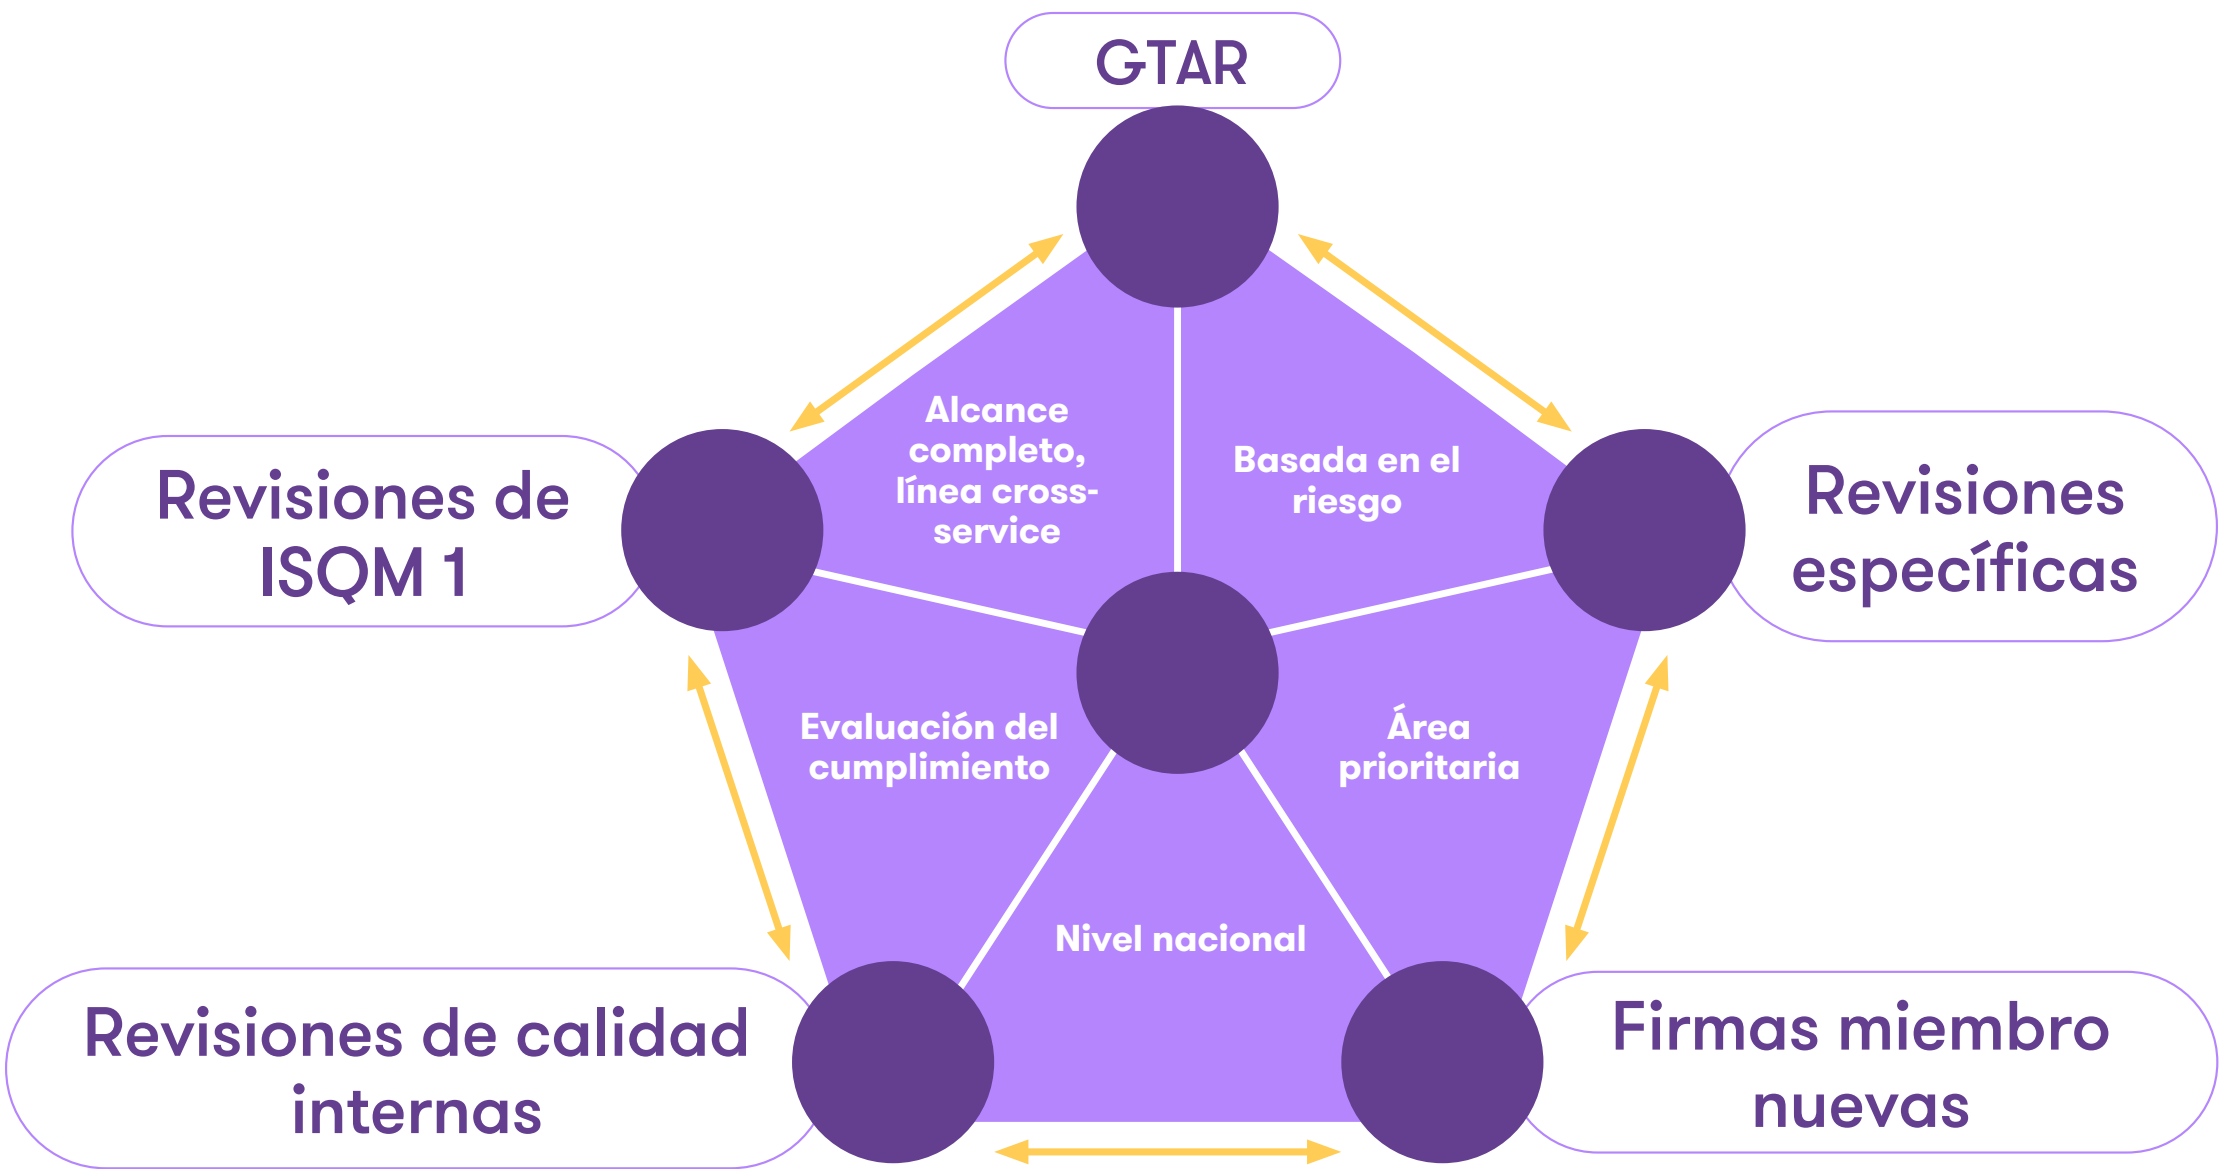 GTAR
Alcance
completo,
línea cross-
service
Basada en el
riesgo
Revisiones de
ISQM 1
Revisiones
específicas
Evaluación del
cumplimiento
Área
prioritaria
Nivel nacional
Revisiones de calidad
internas
Firmas miembro
nuevas